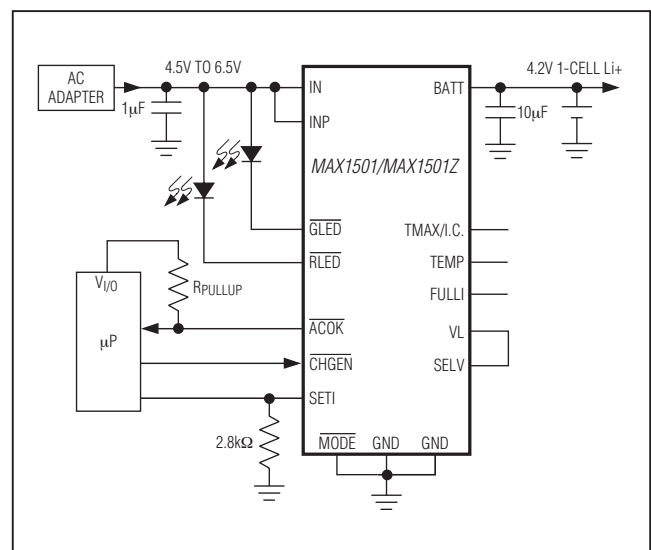 AC
ADAPTER
4.5V TO 6.5V
1μF
IN
INP
BATT
4.2V 1-CELL Li+
10μF
MAX1501/MAX1501Z
GLED
RLED
TMAX/I.C.
TEMP
FULLI
VI/O
RPULLUP
μP
ACOK
CHGEN
SETI
VL
SELV
2.8kΩ
MODE
GND
GND